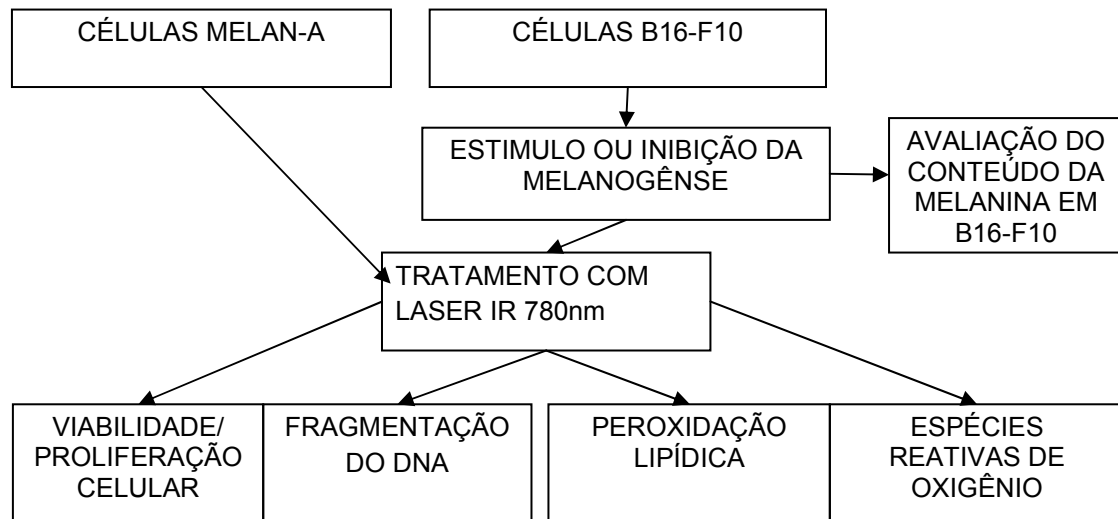 CÉLULAS MELAN-A
CÉLULAS B16-F10
ESTIMULO OU INIBIÇÃO DA
MELANOGÊNSE
AVALIAÇÃO DO
CONTEÚDO DA
MELANINA EM
B16-F10
TRATAMENTO COM
LASER IR 780nm
VIABILIDADE/
PROLIFERAÇÃO
CELULAR
FRAGMENTAÇÃO
DO DNA
PEROXIDAÇÃO
LIPÍDICA
ESPÉCIES
REATIVAS DE
OXIGÊNIO